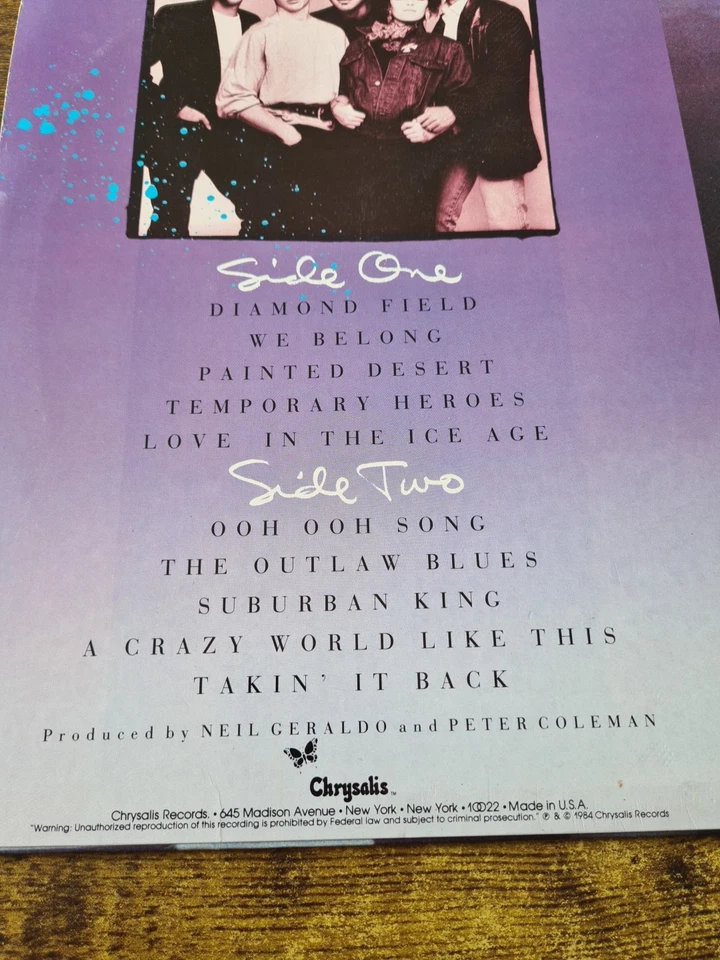 Side One
DIAMOND FIELD
WE BELONG
PAINTED DESERT
TEMPORARY HEROES
LOVE IN THE ICE AGE
Side Two
OOH OOH SONG
THE OUTLAW BLUES
SUBURBAN KING
A CRAZY WORLD LIKE THIS
TAKIN' IT BACK
Produced by NEIL GERALDO and PETER COLEMAN
Chrysalis™
Chrysalis Records. • 645 Madison Avenue • New York • New York • 10022 • Made in U.S.A.
"Warning: Unauthorized reproduction of this recording is prohibited by Federal law and subject to criminal prosecution." ℗ & © 1984 Chrysalis Records